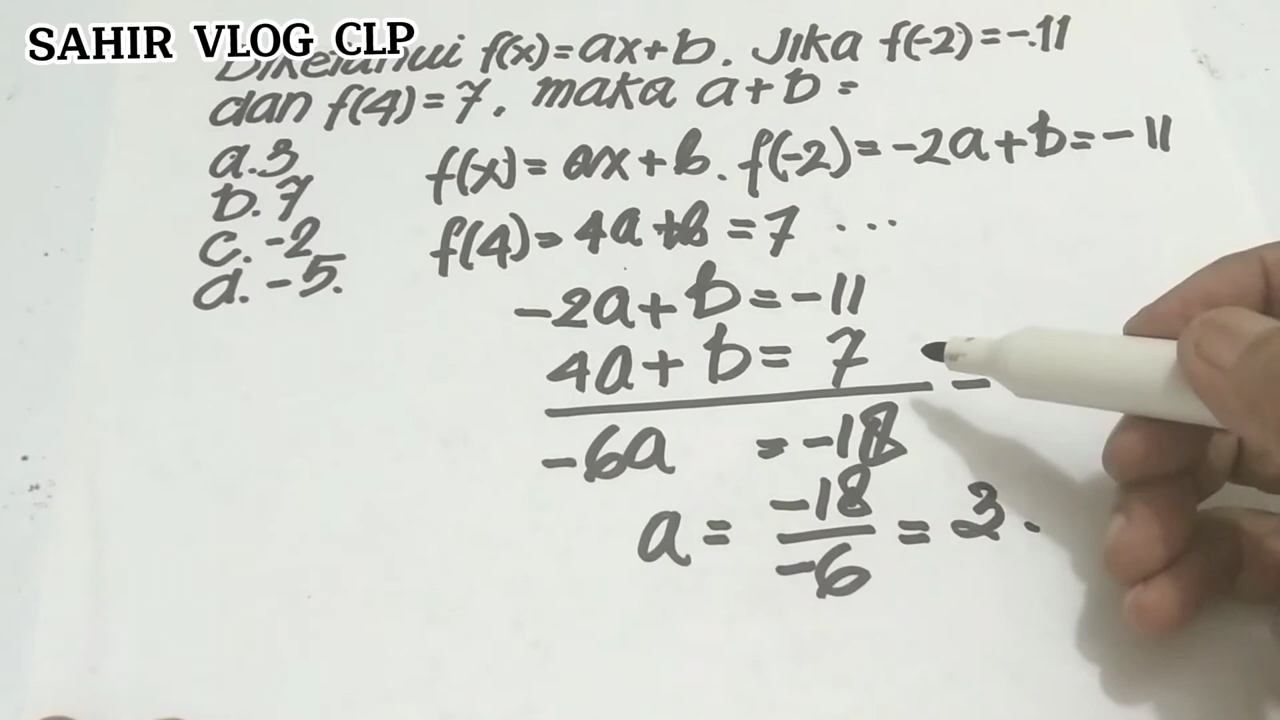 SAHIR VLOG CLP
Diketahui f(x)=ax+b. Jika f(-2)=-11
dan f(4)=7. maka a+b=
a.3
b.7
c.-2
d.-5.
f(x)=ax+b. f(-2)=-2a+b=-11
f(4)=4a+b=7 ...
-2a+b=-11
4a+b=7
-
-6a =-18
a= -18/-6 =3.